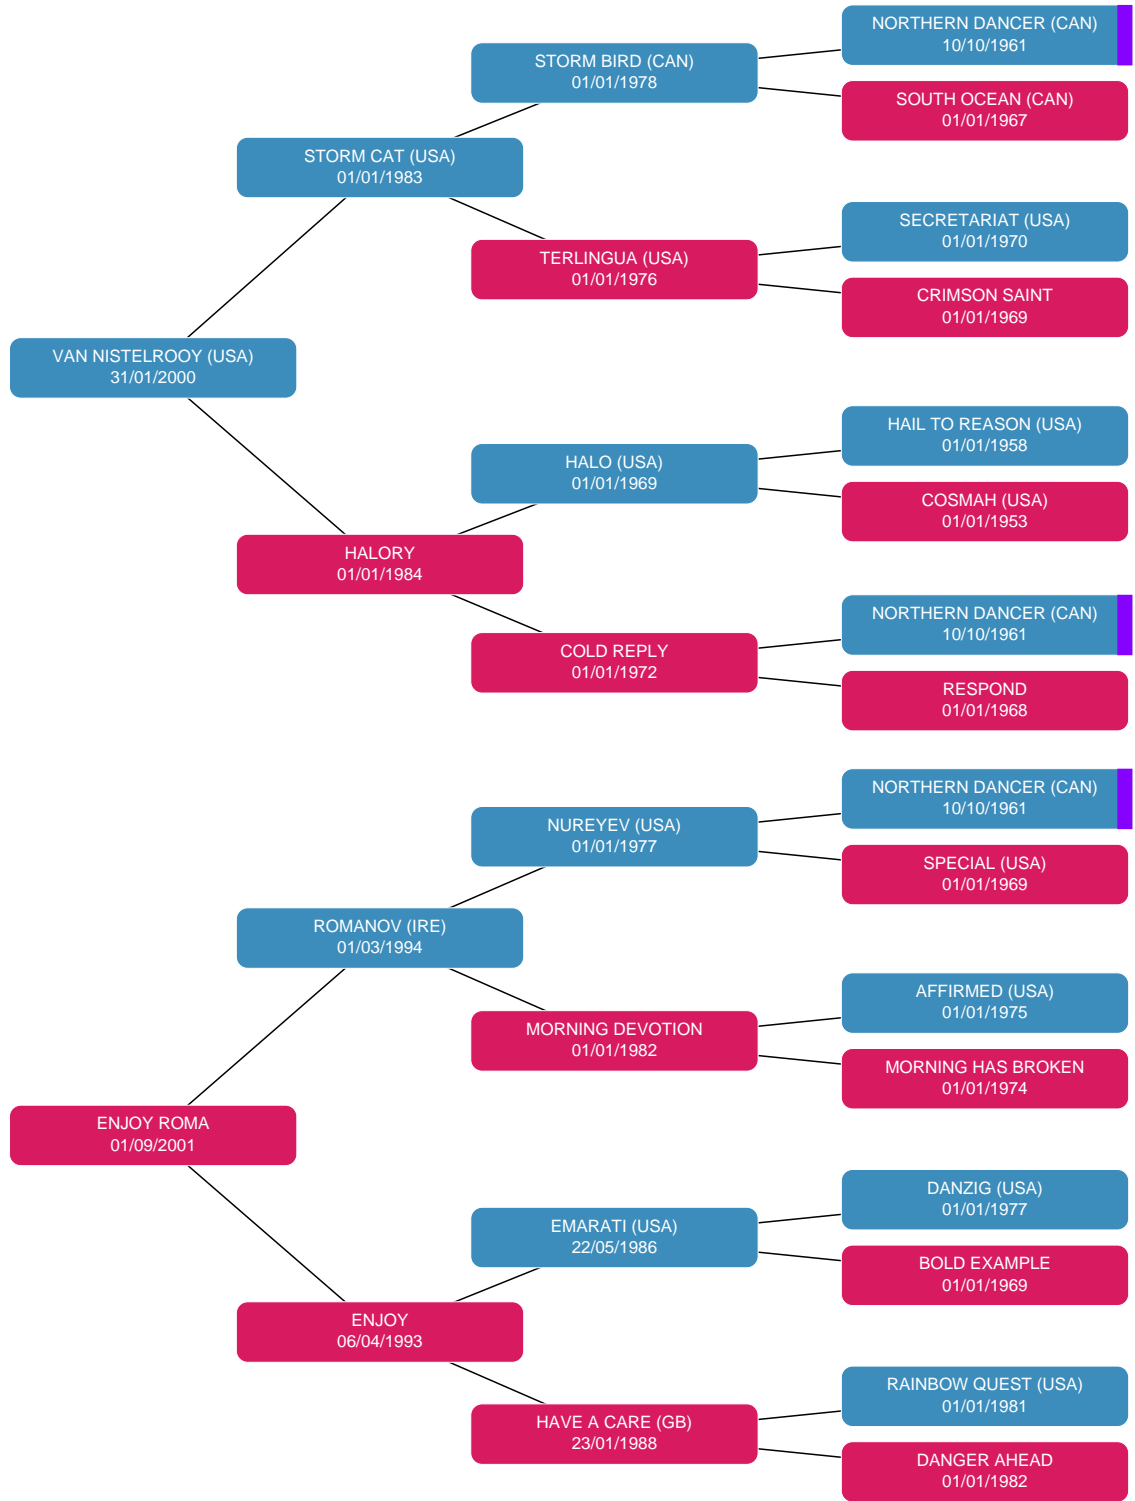 NORTHERN DANCER (CAN)
10/10/1961
STORM BIRD (CAN)
01/01/1978
SOUTH OCEAN (CAN)
01/01/1967
STORM CAT (USA)
01/01/1983
SECRETARIAT (USA)
01/01/1970
TERLINGUA (USA)
01/01/1976
CRIMSON SAINT
01/01/1969
VAN NISTELROOY (USA)
31/01/2000
HAIL TO REASON (USA)
01/01/1958
HALO (USA)
01/01/1969
COSMAH (USA)
01/01/1953
HALORY
01/01/1984
NORTHERN DANCER (CAN)
10/10/1961
COLD REPLY
01/01/1972
RESPOND
01/01/1968
NORTHERN DANCER (CAN)
10/10/1961
NUREYEV (USA)
01/01/1977
SPECIAL (USA)
01/01/1969
ROMANOV (IRE)
01/03/1994
AFFIRMED (USA)
01/01/1975
MORNING DEVOTION
01/01/1982
MORNING HAS BROKEN
01/01/1974
ENJOY ROMA
01/09/2001
DANZIG (USA)
01/01/1977
EMARATI (USA)
22/05/1986
BOLD EXAMPLE
01/01/1969
ENJOY
06/04/1993
RAINBOW QUEST (USA)
01/01/1981
HAVE A CARE (GB)
23/01/1988
DANGER AHEAD
01/01/1982